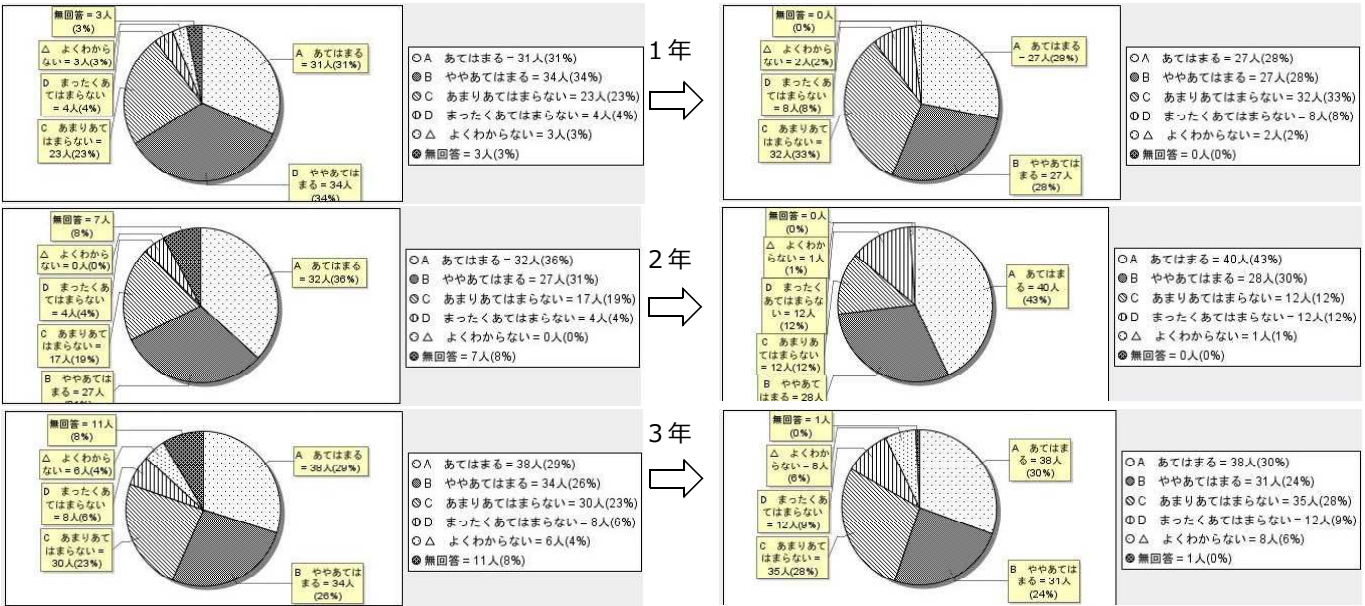 無回答＝3人
(3%)
△　よくわから
ない＝3人(3%)
D　まったくあ
てはまらない＝
4人(4%)
C　あまりあて
はまらない＝
23人(23%)
A　あてはまる
＝31人(31%)
D　ややあては
まる＝34人
(34%)
A　あてはまる－31人(31%)
B　ややあてはまる＝34人(34%)
C　あまりあてはまらない＝23人(23%)
D　まったくあてはまらない＝4人(4%)
△　よくわからない＝3人(3%)
無回答＝3人(3%)
1年
無回答＝0人
(0%)
△　よくわから
ない＝2人(2%)
D　まったくあ
てはまらない＝
8人(8%)
C　あまりあて
はまらない＝
32人(33%)
A　あてはまる
－27人(28%)
B　ややあては
まる＝27人
(28%)
A　あてはまる＝27人(28%)
B　ややあてはまる＝27人(28%)
C　あまりあてはまらない＝32人(33%)
D　まったくあてはまらない－8人(8%)
△　よくわからない＝2人(2%)
無回答＝0人(0%)
無回答＝7人
(8%)
△　よくわから
ない＝0人(0%)
D　まったくあ
てはまらない＝
4人(4%)
C　あまりあて
はまらない＝
17人(19%)
B　ややあては
まる＝27人
A　あてはまる
＝32人(36%)
A　あてはまる－32人(36%)
B　ややあてはまる＝27人(31%)
C　あまりあてはまらない＝17人(19%)
D　まったくあてはまらない＝4人(4%)
△　よくわからない＝0人(0%)
無回答＝7人(8%)
2年
無回答＝0人
(0%)
△　よくわか
らない＝1人
(1%)
D　まったく
あてはまらな
い＝12人
(12%)
C　あまりあ
てはまらない
＝12人(12%)
B　ややあて
はまる＝28人
A　あてはま
る＝40人
(43%)
A　あてはまる＝40人(43%)
B　ややあてはまる＝28人(30%)
C　あまりあてはまらない＝12人(12%)
D　まったくあてはまらない－12人(12%)
△　よくわからない＝1人(1%)
無回答＝0人(0%)
無回答＝11人
(8%)
△　よくわから
ない＝6人(4%)
D　まったくあ
てはまらない
＝8人(6%)
C　あまりあて
はまらない＝
30人(23%)
A　あてはまる
＝38人(29%)
B　ややあては
まる＝34人
(26%)
A　あてはまる＝38人(29%)
B　ややあてはまる＝34人(26%)
C　あまりあてはまらない＝30人(23%)
D　まったくあてはまらない－8人(6%)
△　よくわからない＝6人(4%)
無回答＝11人(8%)
3年
無回答＝1人
(0%)
△　よくわか
らない－8人
(6%)
D　まったくあ
てはまらない＝
12人(9%)
C　あまりあて
はまらない＝
35人(28%)
A　あてはま
る＝38人
(30%)
B　ややあては
まる＝31人
(24%)
A　あてはまる＝38人(30%)
B　ややあてはまる＝31人(24%)
C　あまりあてはまらない＝35人(28%)
D　まったくあてはまらない－12人(9%)
△　よくわからない＝8人(6%)
無回答＝1人(0%)